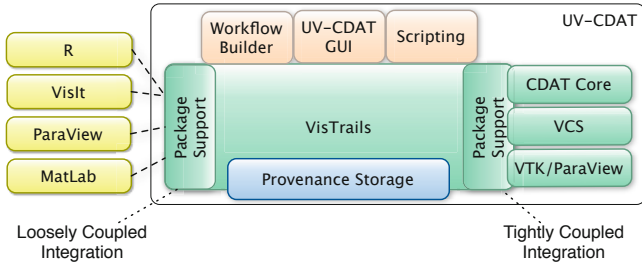 UV-CDAT
Workflow
Builder
UV-CDAT
GUI
Scripting
R
VisIt
ParaView
MatLab
Package
Support
VisTrails
Provenance Storage
Package
Support
CDAT Core
VCS
VTK/ParaView
Loosely Coupled
Integration
Tightly Coupled
Integration